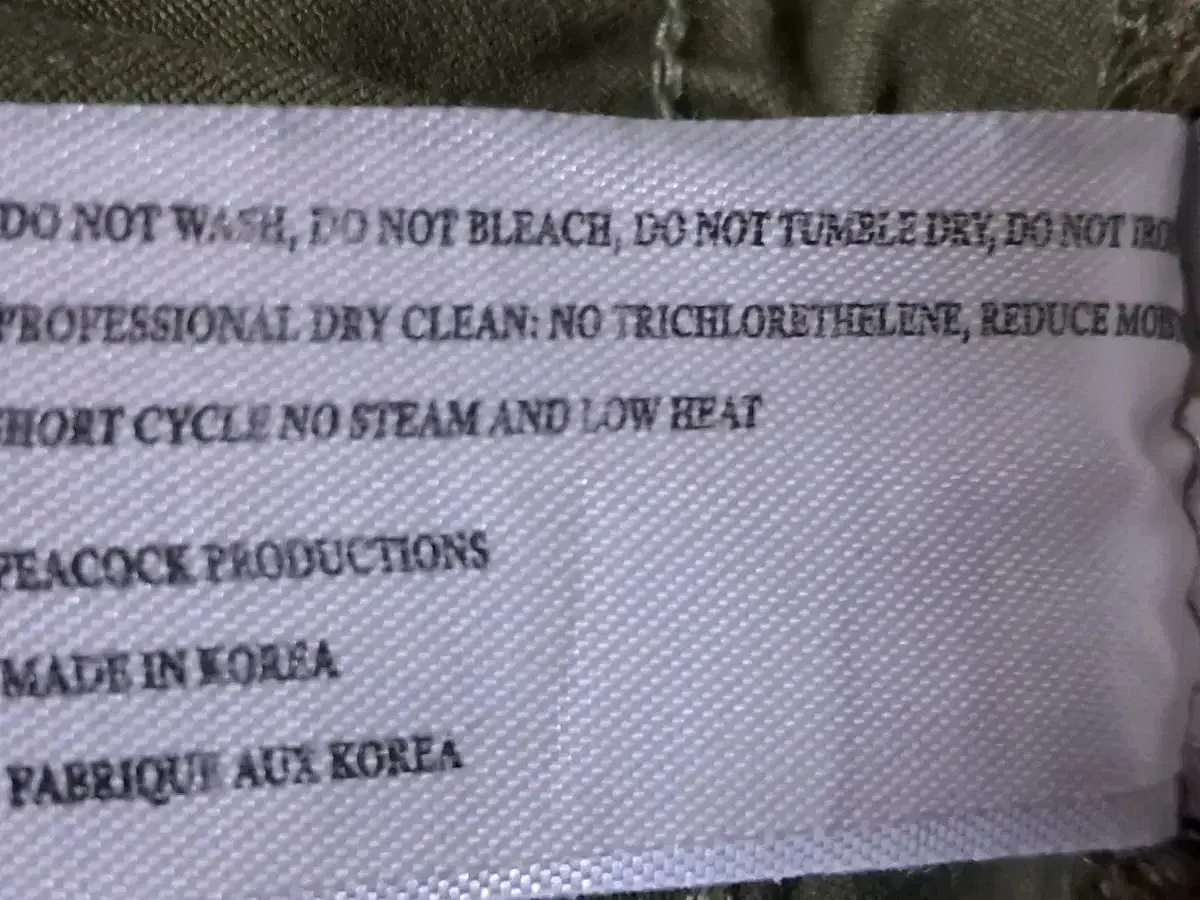 DO NOT WASH, DO NOT BLEACH, DO NOT TUMBLE DRY, DO NOT
PROFESSIONAL DRY CLEAN: NO TRICHLORETHELENE, REDUCE
SHORT CYCLE NO STEAM AND LOW HEAT
PEACOCK PRODUCTIONS
MADE IN KOREA
FABRIQUE AUX KOREA